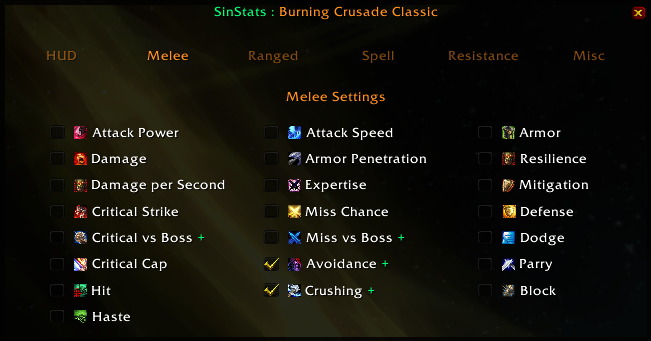 SinStats : Burning Crusade Classic
HUD Melee Ranged Spell Resistance Misc
Melee Settings
Attack Power Attack Speed Armor
Damage Armor Penetration Resilience
Damage per Second Expertise Mitigation
Critical Strike Miss Chance Defense
Critical vs Boss + Miss vs Boss + Dodge
Critical Cap Avoidance + Parry
Hit Crushing + Block
Haste